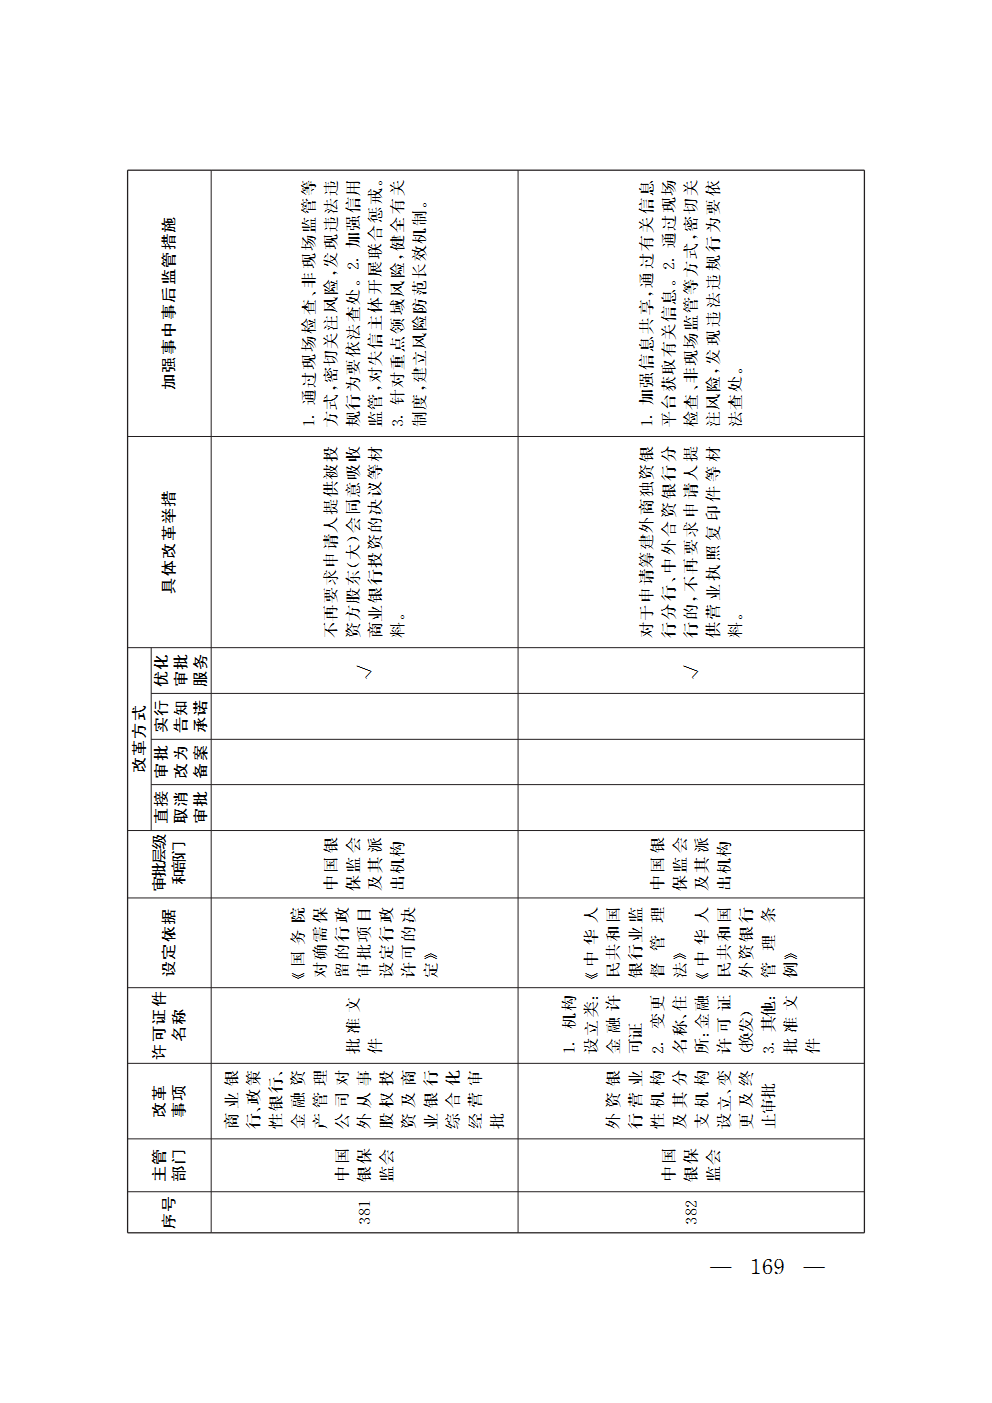 序号
主管
部门
改革
事项
许可证件
名称
设定依据
审批层级
和部门
改革方式
直接
取消
审批
审批
改为
备案
实行
告知
承诺
优化
审批
服务
具体改革举措
加强事中事后监管措施
381
中国
银保
监会
商业银
行、政策
性银行、
金融资
产管理
公司对
外从事
股权投
资及商
业银行
综合化
经营审
批
批准文
件
《国务院
对确需保
留的行政
审批项目
设定行政
许可的决
定》
中国银
保监会
及其派
出机构
√
不再要求申请人提供被投
资方股东(大)会同意吸收
商业银行投资的决议等材
料。
1. 通过现场检查、非现场监管等
方式,密切关注风险,发现违法违
规行为要依法查处。2. 加强信用
监管,对失信主体开展联合惩戒。
3. 针对重点领域风险,健全有关
制度,建立风险防范长效机制。
382
中国
银保
监会
外资银
行营业
性机构
及其分
支机构
设立、变
更及终
止审批
1. 机构
设立类:
金融许
可证
2. 变更
名称、住
所:金融
许可证
(换发)
3. 其他:
批准文
件
《中华人
民共和国
银行业监
督管理
法》
《中华人
民共和国
外资银行
管理条
例》
中国银
保监会
及其派
出机构
√
对于申请筹建外商独资银
行分行、中外合资银行分
行的,不再要求申请人提
供营业执照复印件等材
料。
1. 加强信息共享,通过有关信息
平台获取有关信息。2. 通过现场
检查、非现场监管等方式,密切关
注风险,发现违法违规行为要依
法查处。
— 169 —